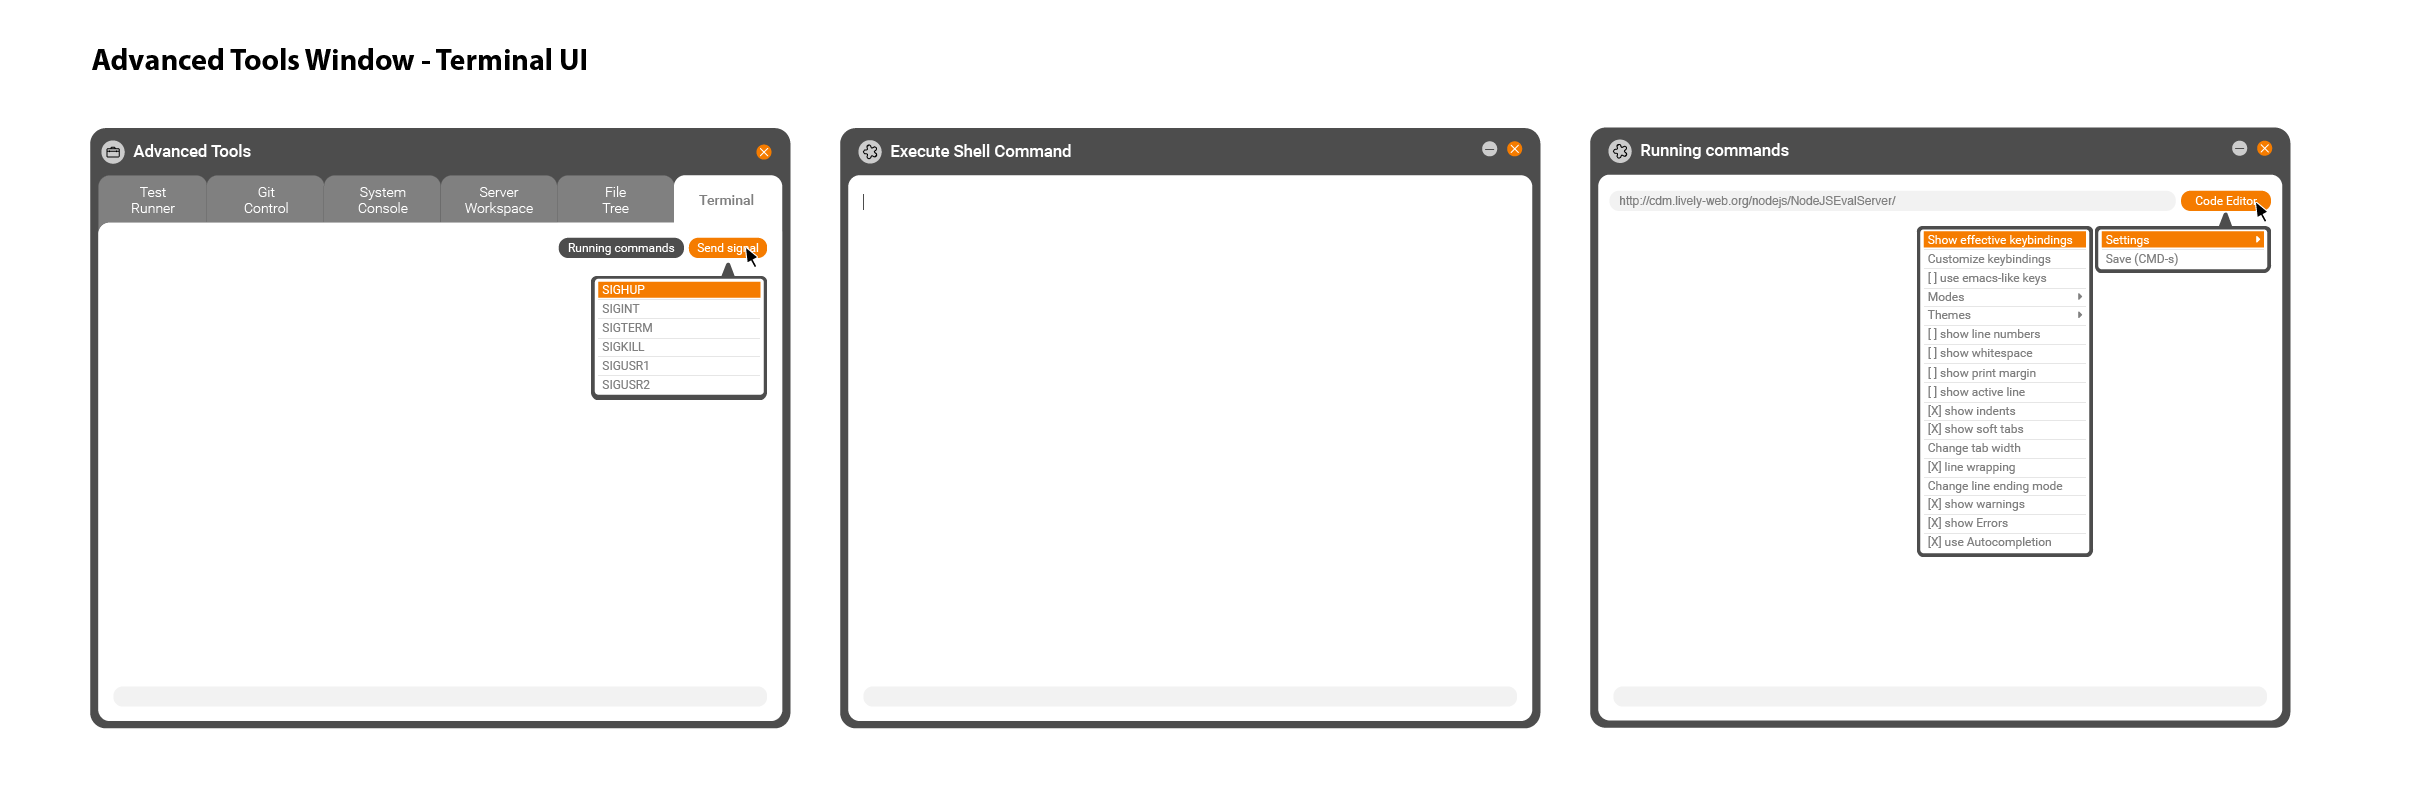 Advanced Tools Window - Terminal UI
Advanced Tools
Test
Runner
Git
Control
System
Console
Server
Workspace
File
Tree
Terminal
Running commands
Send signal
SIGHUP
SIGINT
SIGTERM
SIGKILL
SIGUSR1
SIGUSR2
Execute Shell Command
Running commands
http://cdm.lively-web.org/nodejs/NodeJSEvalServer/
Code Editor
Settings
Save (CMD-s)
Show effective keybindings
Customize keybindings
[ ] use emacs-like keys
Modes
Themes
[ ] show line numbers
[ ] show whitespace
[ ] show print margin
[ ] show active line
[X] show indents
[X] show soft tabs
Change tab width
[X] line wrapping
Change line ending mode
[X] show warnings
[X] show Errors
[X] use Autocompletion